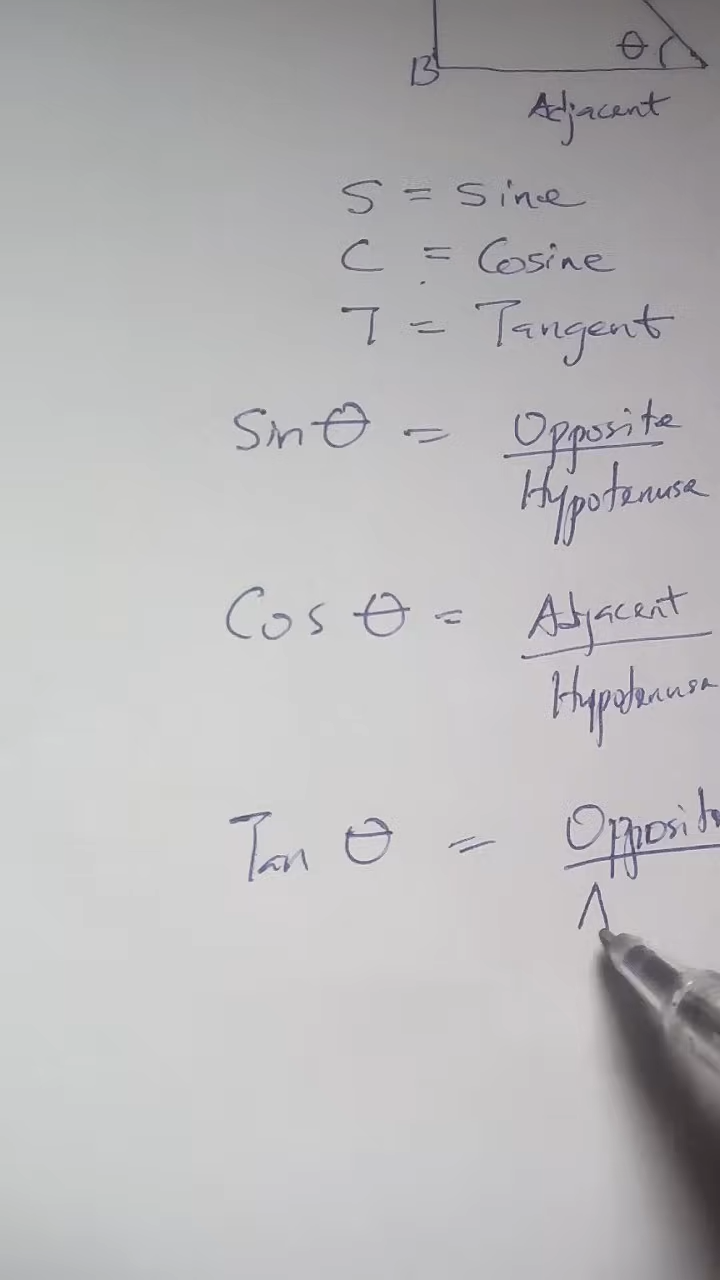 B θ
Adjacent
S = Sine
C = Cosine
T = Tangent
Sin θ = Opposite
Hypotenuse
Cos θ = Adjacent
Hypotenuse
Tan θ = Opposite
A